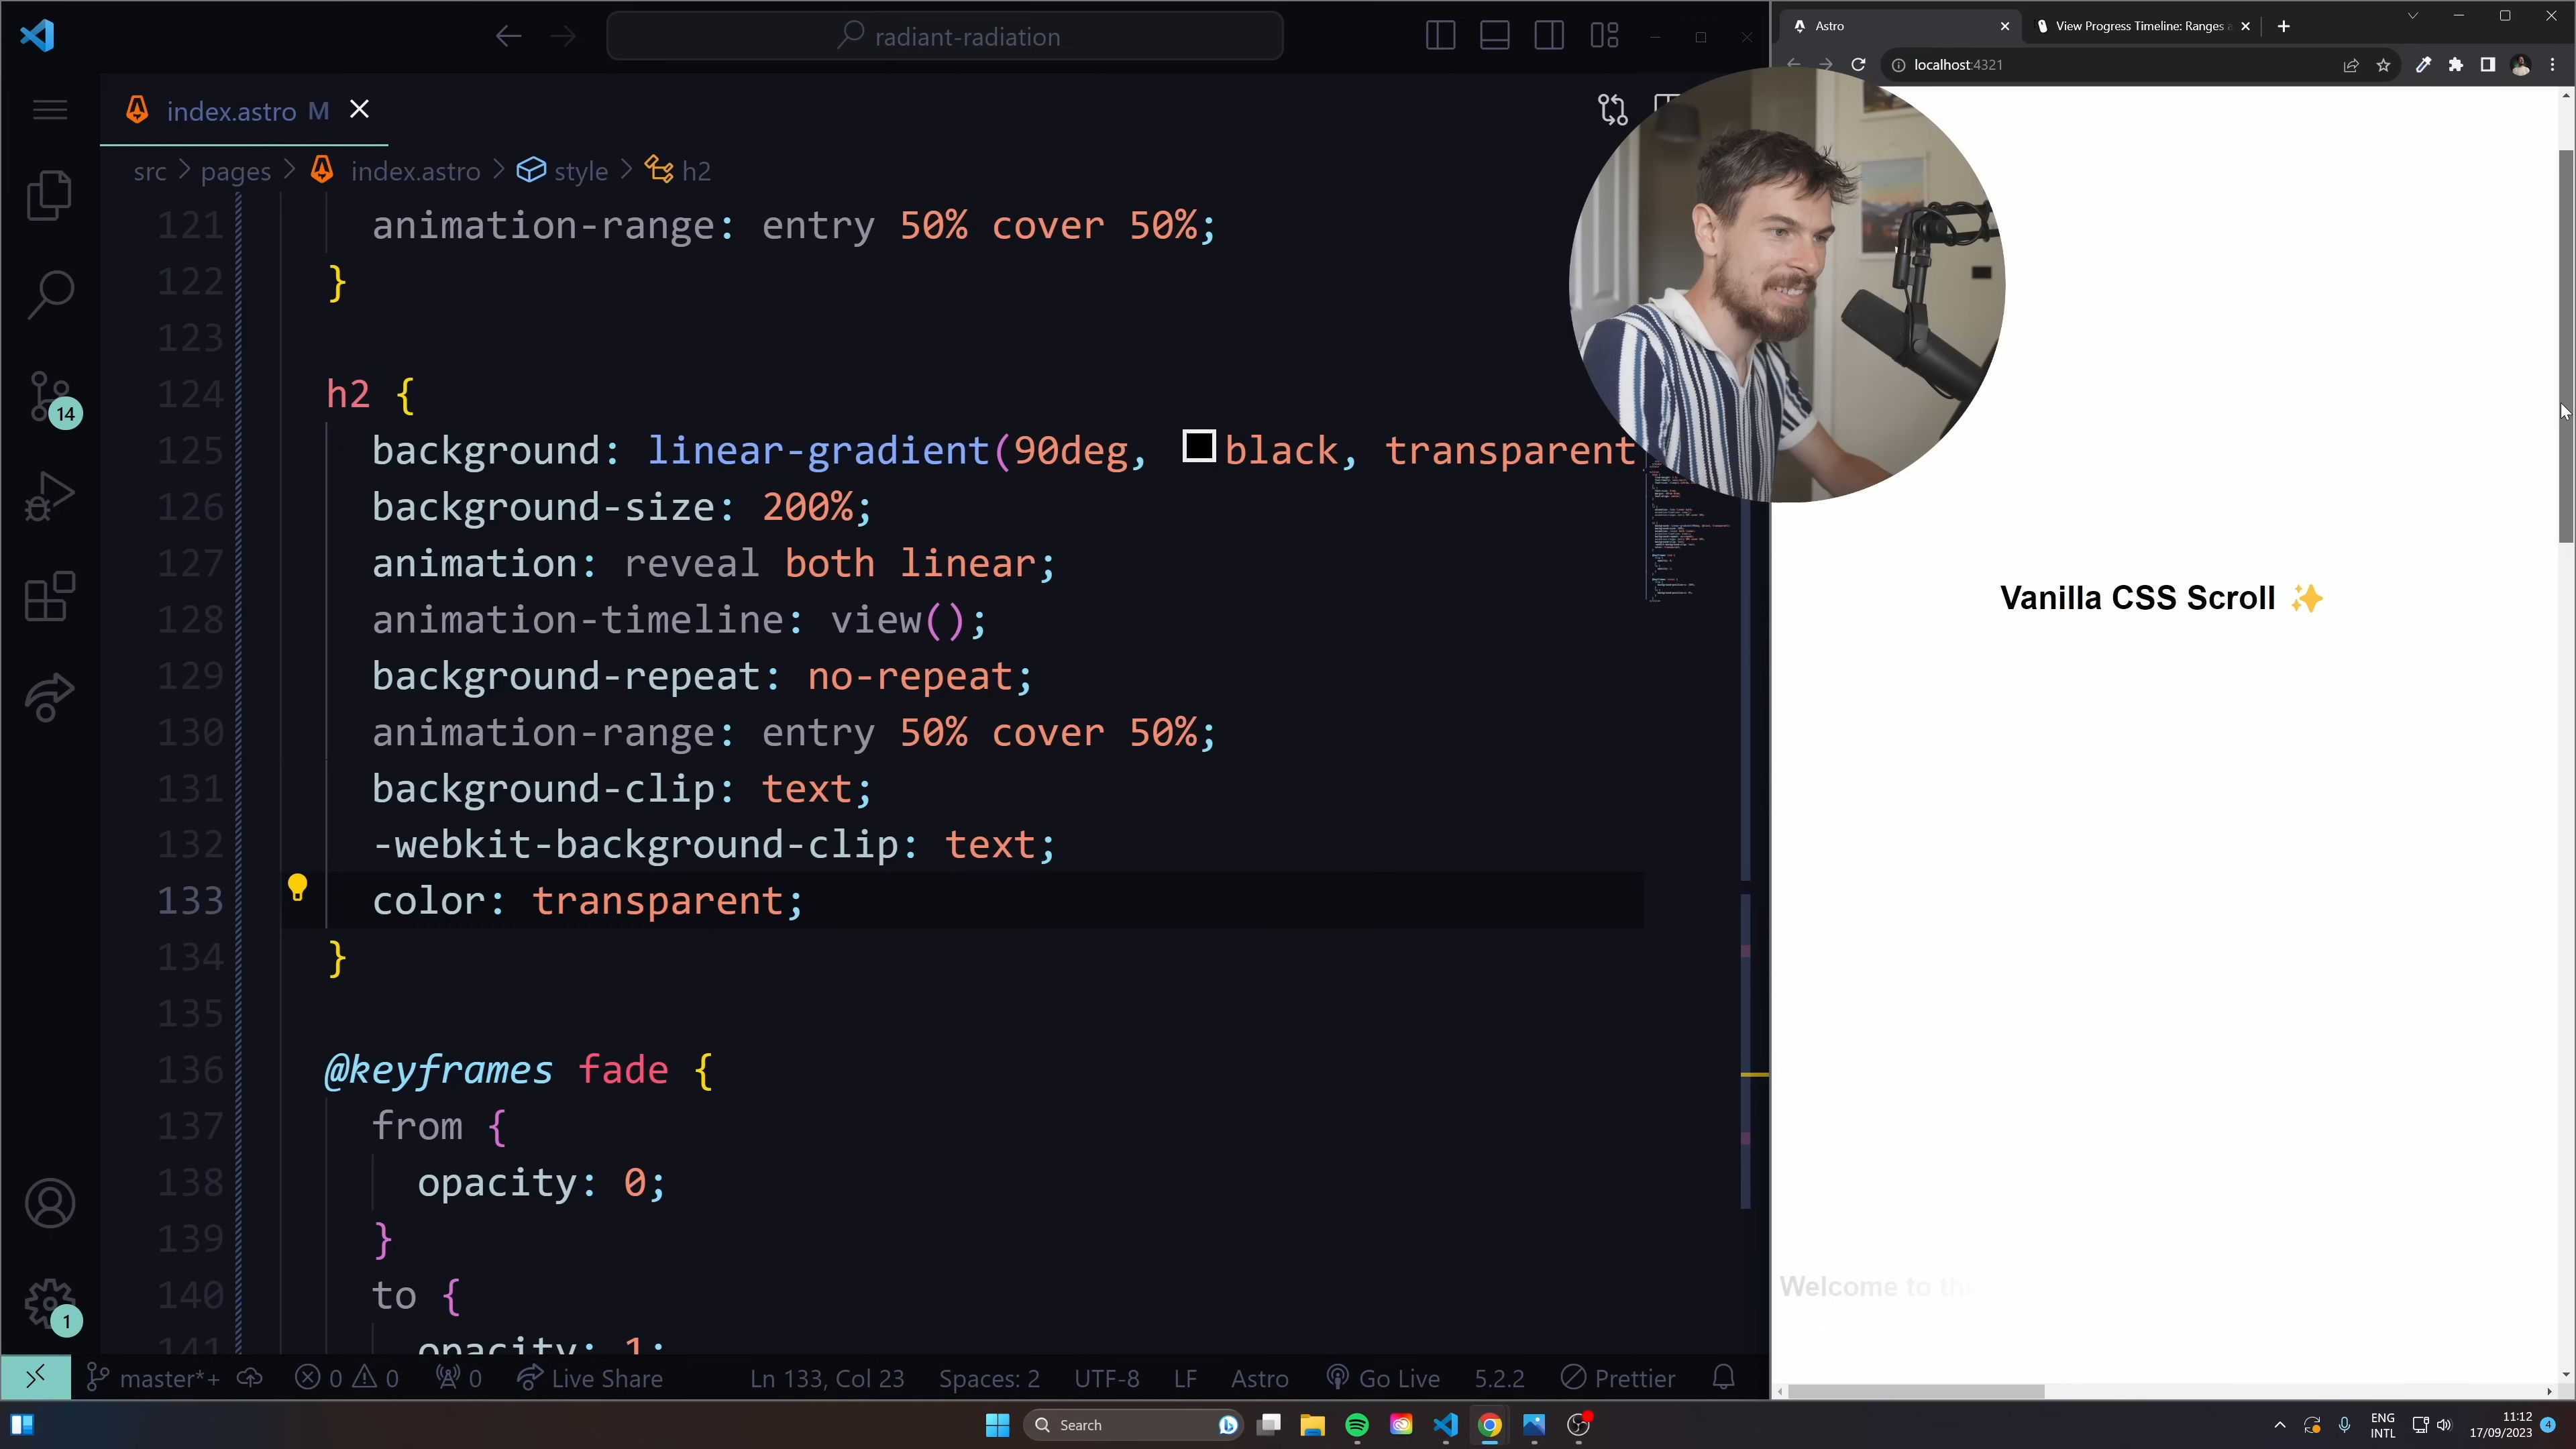 radiant-radiation
index.astro M
src > pages > index.astro > style > h2
121 animation-range: entry 50% cover 50%;
122 }
123
124 h2 {
125 background: linear-gradient(90deg, black, transparent
126 background-size: 200%;
127 animation: reveal both linear;
128 animation-timeline: view();
129 background-repeat: no-repeat;
130 animation-range: entry 50% cover 50%;
131 background-clip: text;
132 -webkit-background-clip: text;
133 color: transparent;
134 }
135
136 @keyframes fade {
137 from {
138 opacity: 0;
139 }
140 to {
141 opacity: 1;
14
1
master*+ 0 0 0 Live Share Ln 133, Col 23 Spaces: 2 UTF-8 LF Astro Go Live 5.2.2 Prettier
Astro
View Progress Timeline: Ranges
localhost:4321
Vanilla CSS Scroll ✨
Welcome to th
Search
ENG
INTL
11:12
17/09/2023
4